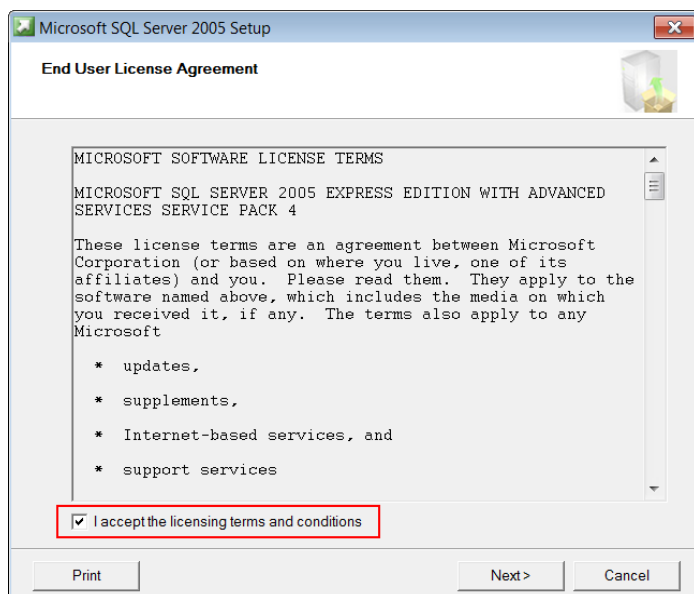 Microsoft SQL Server 2005 Setup
End User License Agreement
MICROSOFT SOFTWARE LICENSE TERMS
MICROSOFT SQL SERVER 2005 EXPRESS EDITION WITH ADVANCED
SERVICES SERVICE PACK 4
These license terms are an agreement between Microsoft
Corporation (or based on where you live, one of its
affiliates) and you.  Please read them.  They apply to the
software named above, which includes the media on which
you received it, if any.  The terms also apply to any
Microsoft
* updates,
* supplements,
* Internet-based services, and
* support services
I accept the licensing terms and conditions
Print
Next >
Cancel